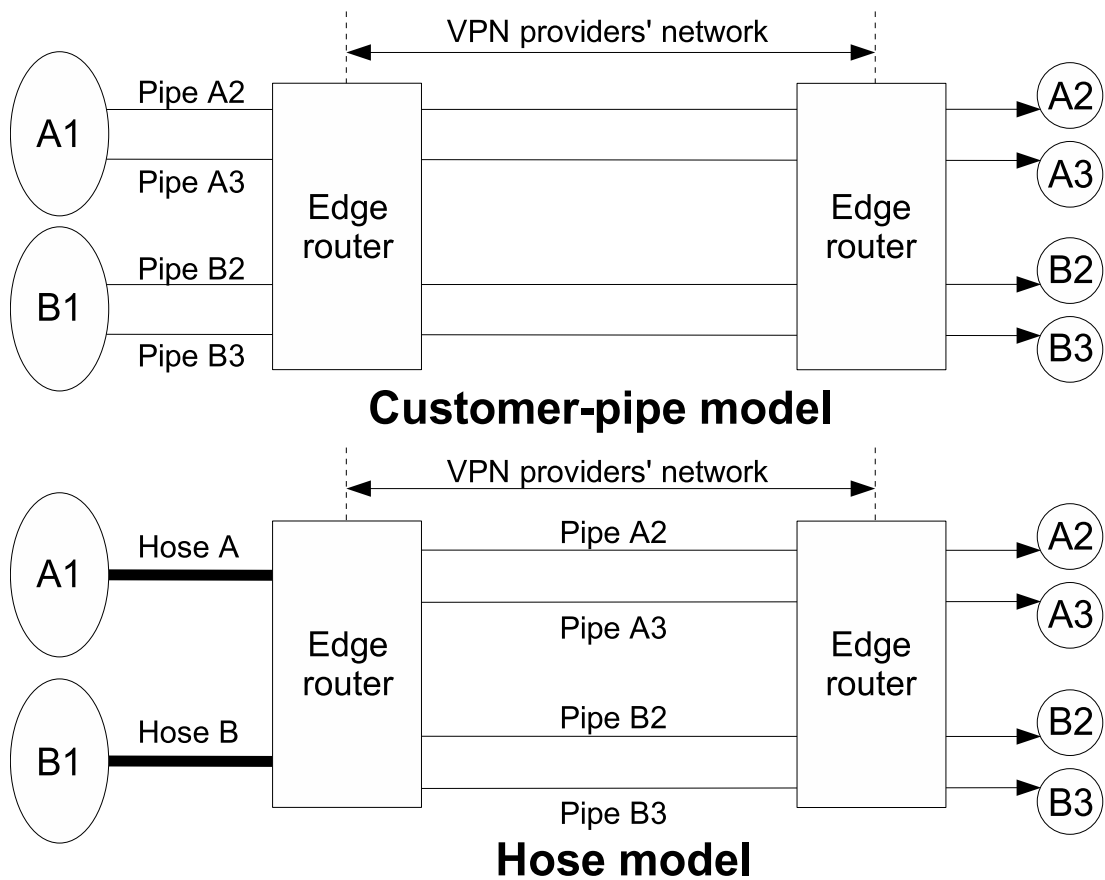 VPN providers' network
Pipe A2
A1
Pipe A3
Edge
router
Edge
router
A2
A3
Pipe B2
B1
Pipe B3
B2
B3
Customer-pipe model
VPN providers' network
Hose A
A1
Pipe A2
Pipe A3
Edge
router
Edge
router
A2
A3
Hose B
B1
Pipe B2
Pipe B3
B2
B3
Hose model